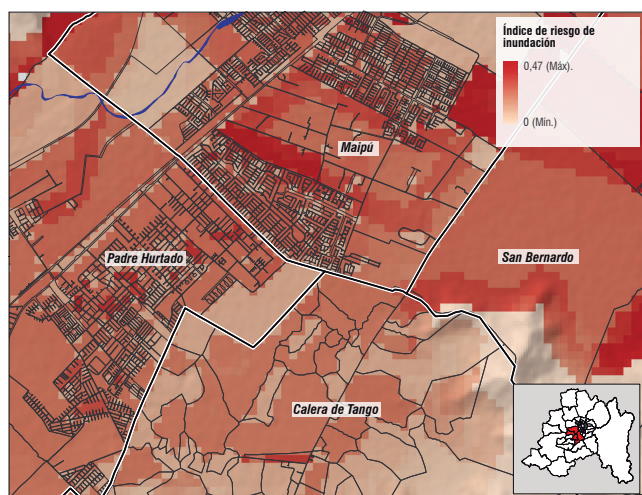 Índice de riesgo de
inundación
0,47 (Máx).
0 (Mín.)
Maipú
Padre Hurtado
San Bernardo
Calera de Tango